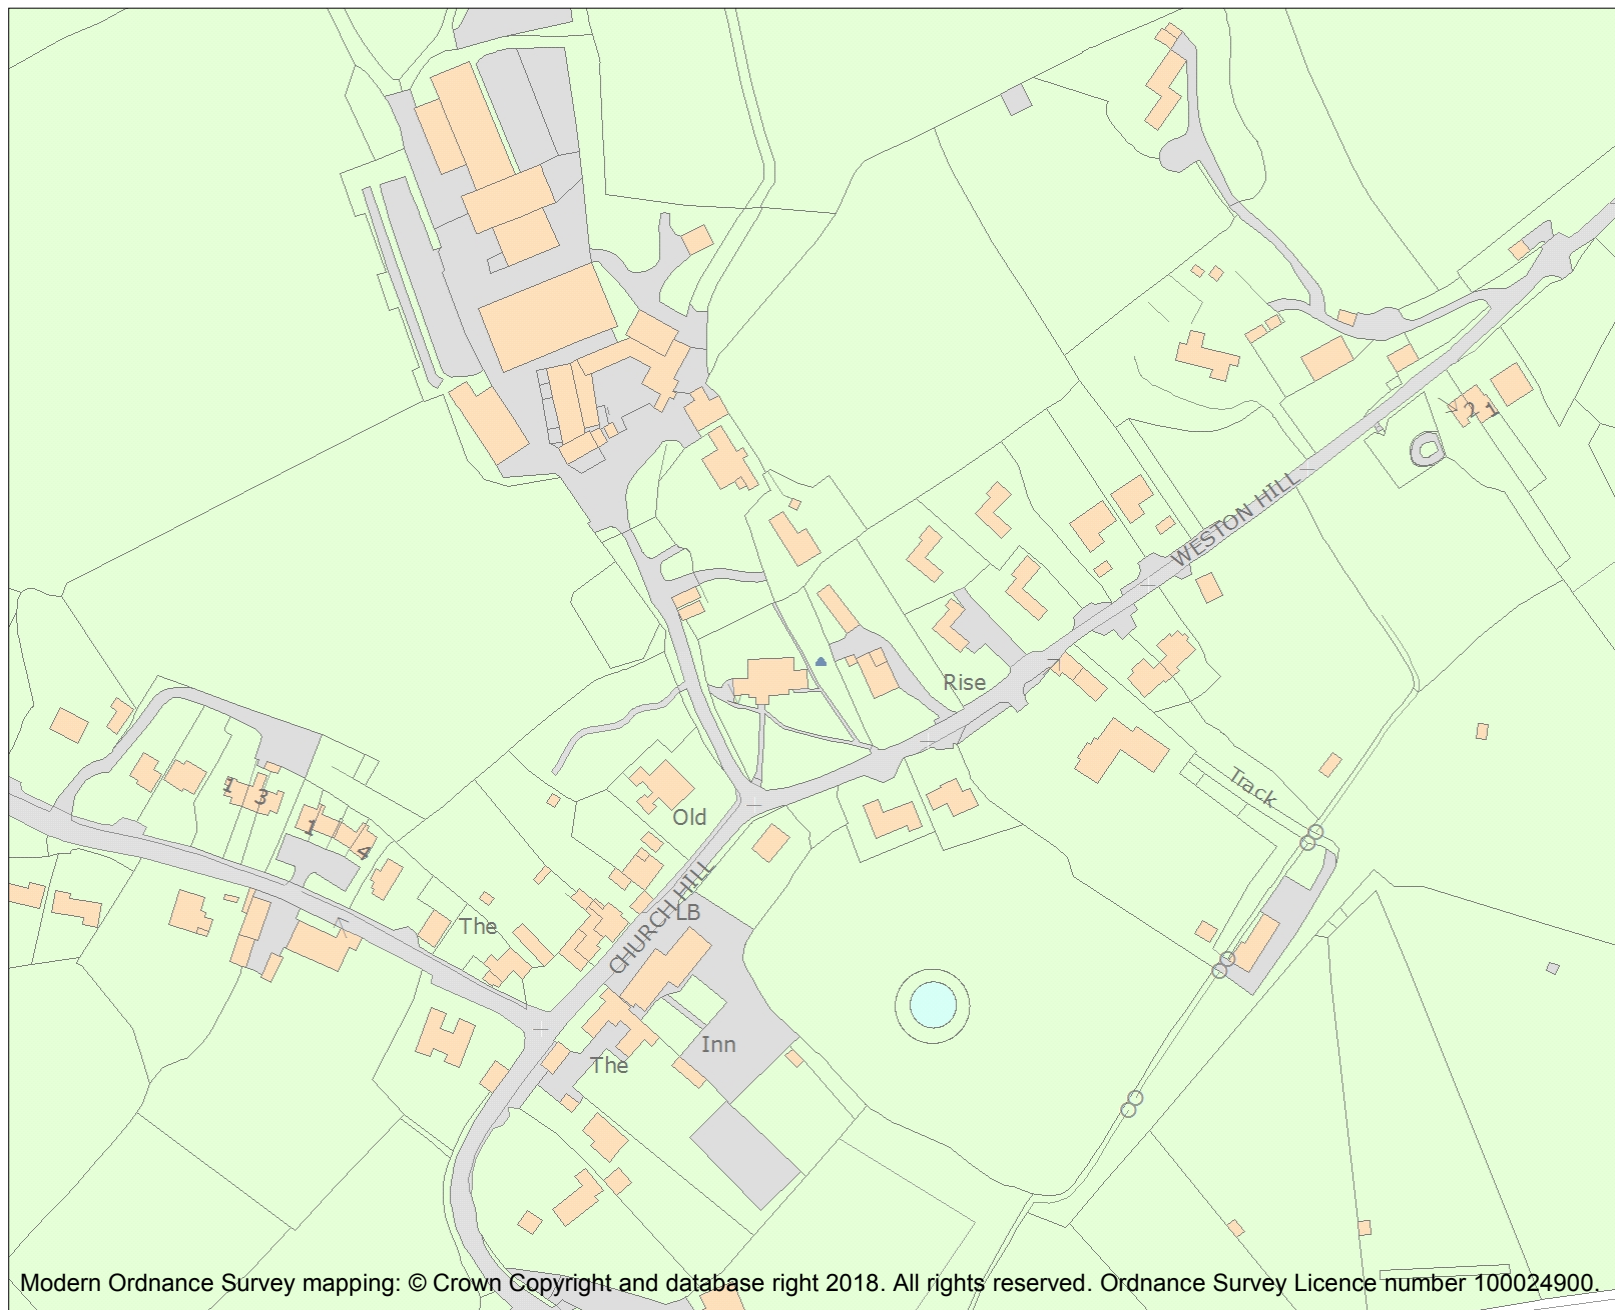 2 1
WESTON HILL
Rise
Track
1
3
1
4
Old
CHURCH HILL
LB
The
Inn
The
Modern Ordnance Survey mapping: © Crown Copyright and database right 2018. All rights reserved. Ordnance Survey Licence number 100024900.